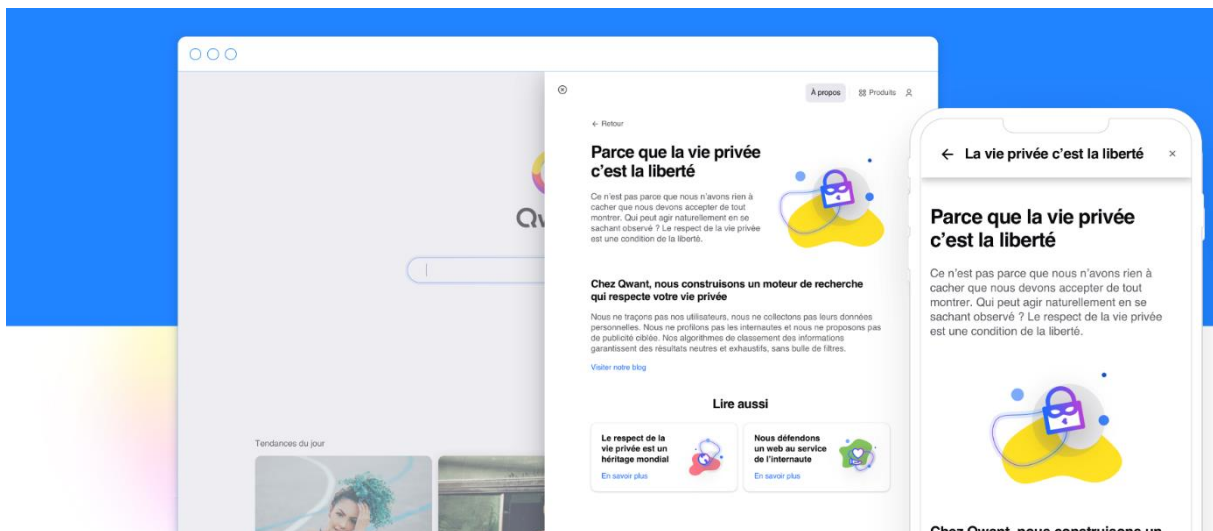 À propos
Produits
← Retour
Parce que la vie privée
c'est la liberté
Ce n'est pas parce que nous n'avons rien à
cacher que nous devons accepter de tout
montrer. Qui peut agir naturellement en se
sachant observé ? Le respect de la vie privée
est une condition de la liberté.
Chez Qwant, nous construisons un moteur de recherche
qui respecte votre vie privée
Nous ne traçons pas nos utilisateurs, nous ne collectons pas leurs données
personnelles. Nous ne profilons pas les internautes et nous ne proposons pas
de publicité ciblée. Nos algorithmes de classement des informations
garantissent des résultats neutres et exhaustifs, sans bulle de filtres.
Visiter notre blog
Lire aussi
Le respect de la
vie privée est un
héritage mondial
En savoir plus
Nous défendons
un web au service
de l'internaute
En savoir plus
Tendances du jour
← La vie privée c'est la liberté ×
Parce que la vie privée
c'est la liberté
Ce n'est pas parce que nous n'avons rien à
cacher que nous devons accepter de tout
montrer. Qui peut agir naturellement en se
sachant observé ? Le respect de la vie privée
est une condition de la liberté.
Chez Qwant, nous construisons un